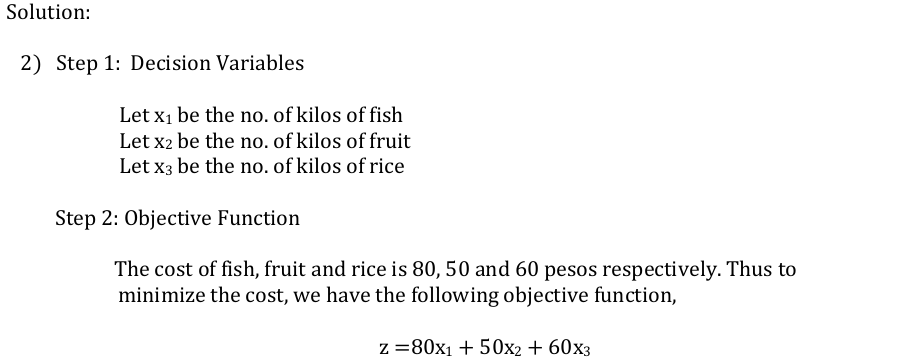 Solution:
2) Step 1: Decision Variables
Let x₁ be the no. of kilos of fish
Let x₂ be the no. of kilos of fruit
Let x₃ be the no. of kilos of rice
Step 2: Objective Function
The cost of fish, fruit and rice is 80, 50 and 60 pesos respectively. Thus to
minimize the cost, we have the following objective function,
z =80x₁ + 50x₂ + 60x₃